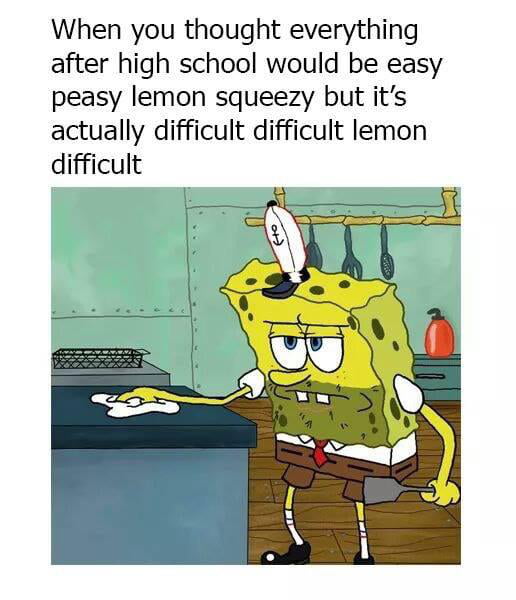 When you thought everything
after high school would be easy
peasy lemon squeezy but it’s
actually difficult difficult lemon
difficult